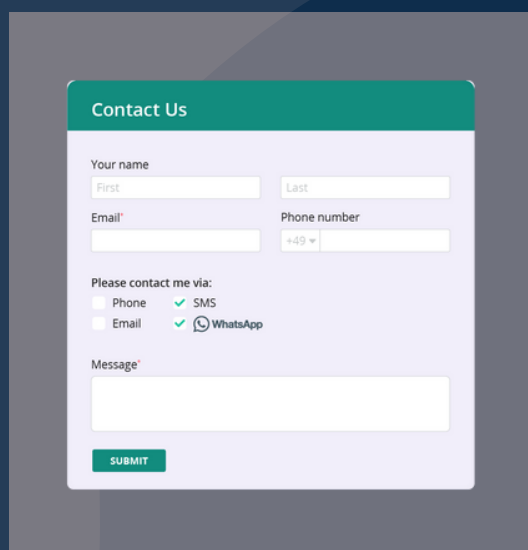 Contact Us
Your name
First Last
Email* Phone number
+49
Please contact me via:
Phone SMS
Email WhatsApp
Message*
SUBMIT